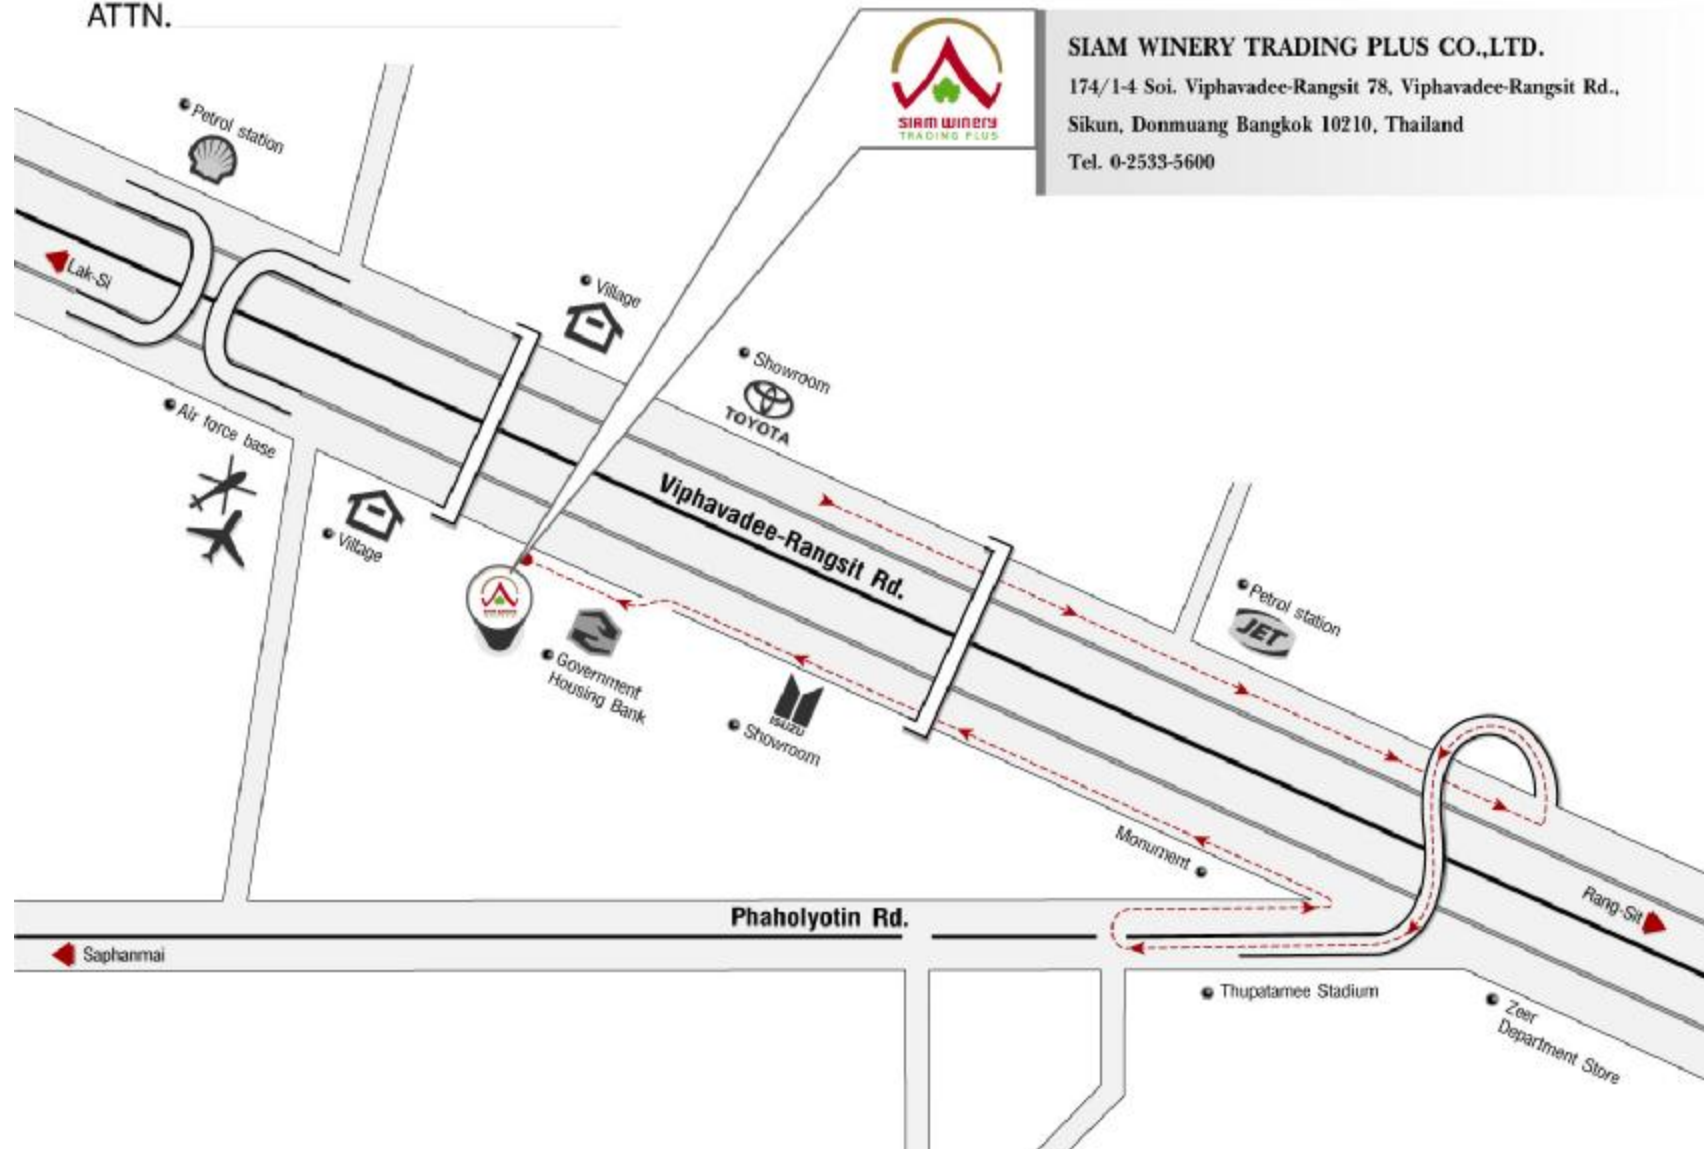 ATTN.
SIAM WINERY
TRADING PLUS
SIAM WINERY TRADING PLUS CO.,LTD.
174/1-4 Soi. Viphavadee-Rangsit 78, Viphavadee-Rangsit Rd.,
Sikun, Donmuang Bangkok 10210, Thailand
Tel. 0-2533-5600
Petrol station
Lak-Si
Village
Showroom
TOYOTA
Air force base
Village
Viphavadee-Rangsit Rd.
Petrol station
JET
Government
Housing Bank
ISUZU
Showroom
Monument
Rang-Sit
Phaholyotin Rd.
Saphanmai
Thupatamee Stadium
Zeer
Department Store